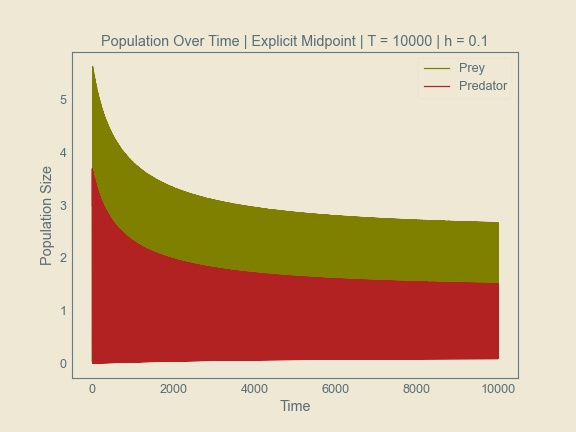 Population Over Time | Explicit Midpoint | T = 10000 | h = 0.1
Prey
Predator
Population Size
5
4
3
2
1
0
0 2000 4000 6000 8000 10000
Time